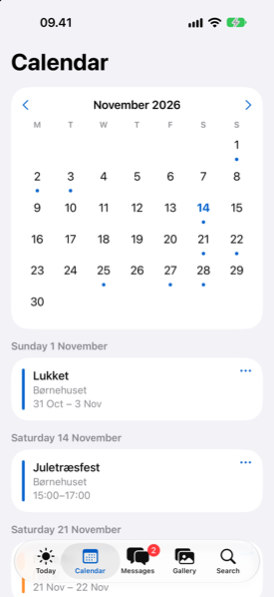 09.41
Calendar
November 2026
M T W T F S S
1
2 3 4 5 6 7 8
9 10 11 12 13 14 15
16 17 18 19 20 21 22
23 24 25 26 27 28 29
30
Sunday 1 November
Lukket
Børnehuset
31 Oct – 3 Nov
Saturday 14 November
Juletræsfest
Børnehuset
15:00–17:00
Saturday 21 November
2
Today Calendar Messages Gallery Search
21 Nov – 22 Nov